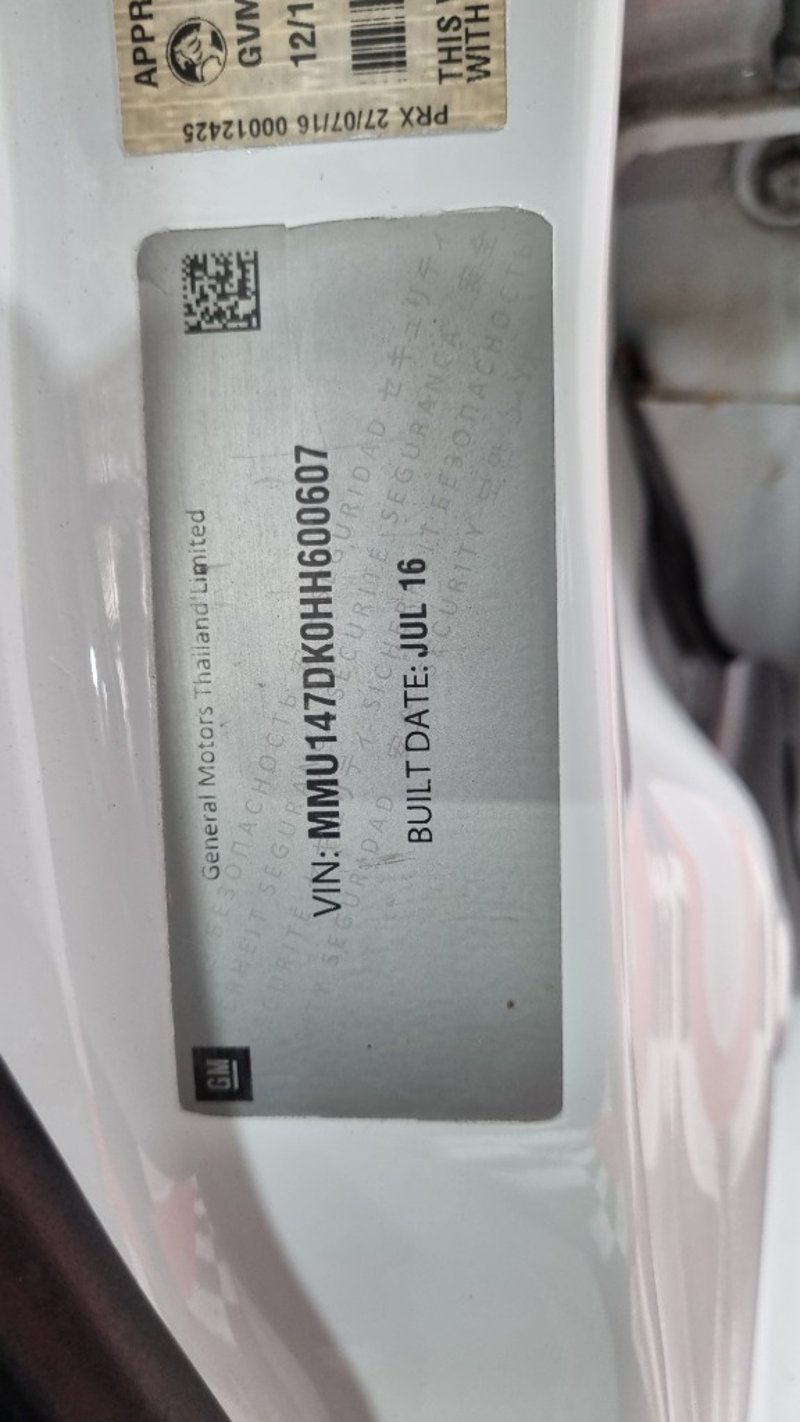 APPR
GVM
12/1
THIS
WITH
PRX 27/07/16 00012425
General Motors Thailand Limited
VIN: MMU147DK0HH600607
BUILT DATE: JUL 16
GM